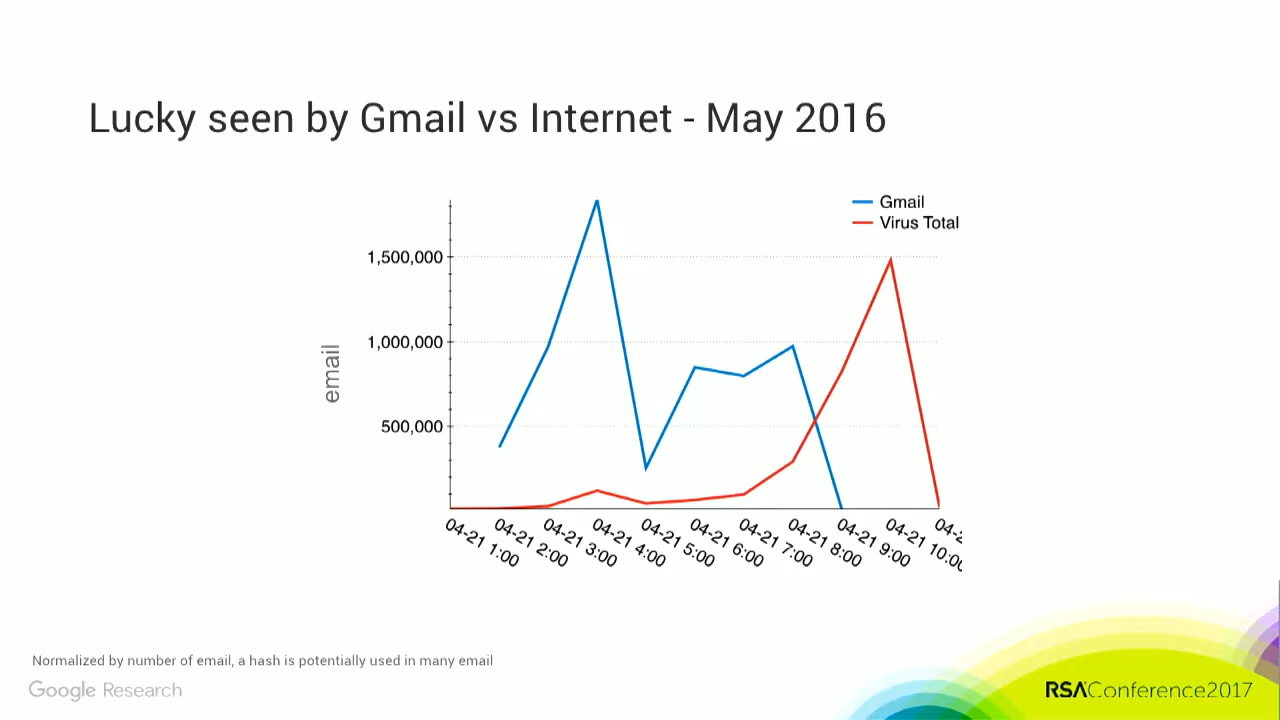 Lucky seen by Gmail vs Internet - May 2016
Gmail
Virus Total
1,500,000
1,000,000
500,000
email
04-21 1:00
04-21 2:00
04-21 3:00
04-21 4:00
04-21 5:00
04-21 6:00
04-21 7:00
04-21 8:00
04-21 9:00
04-21 10:00
04-2
Normalized by number of email, a hash is potentially used in many email
Google Research
RSAConference2017